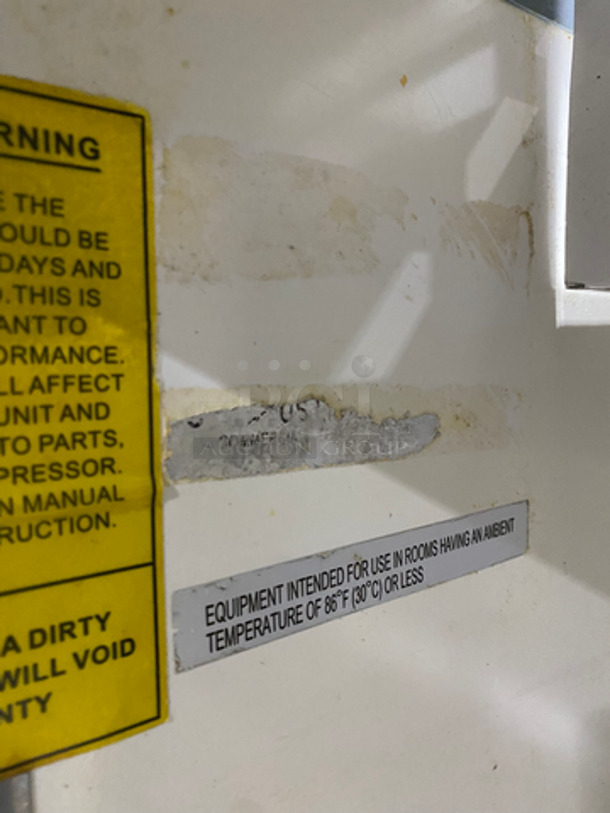 RNING
E THE
OULD BE
DAYS AND
.THIS IS
ANT TO
ORMANCE.
LL AFFECT
UNIT AND
TO PARTS,
PRESSOR.
N MANUAL
RUCTION.
A DIRTY
WILL VOID
NTY
AUCTION GROUP
EQUIPMENT INTENDED FOR USE IN ROOMS HAVING AN AMBIENT
TEMPERATURE OF 86°F (30°C) OR LESS